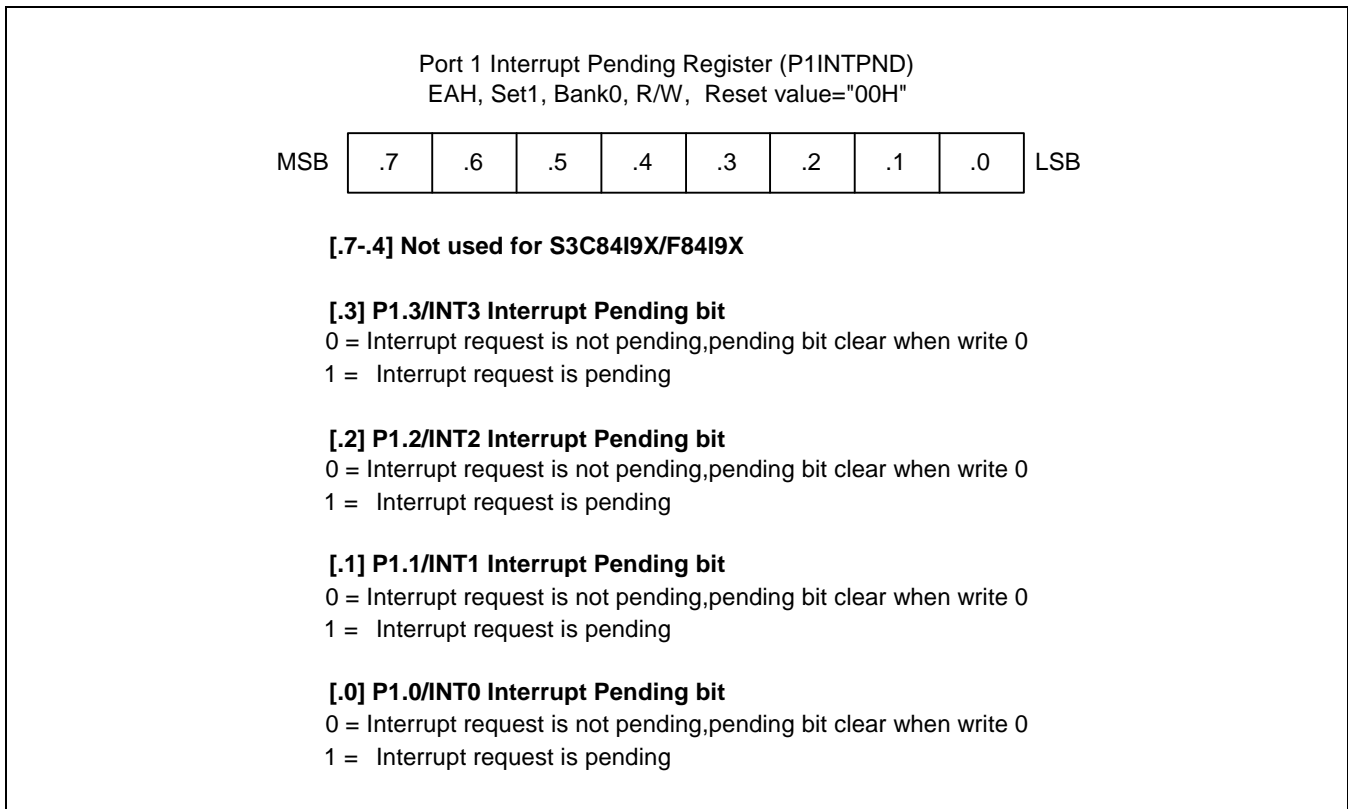 Port 1 Interrupt Pending Register (P1INTPND)
EAH, Set1, Bank0, R/W, Reset value="00H"
MSB .7 .6 .5 .4 .3 .2 .1 .0 LSB
[.7-.4] Not used for S3C84I9X/F84I9X
[.3] P1.3/INT3 Interrupt Pending bit
0 = Interrupt request is not pending,pending bit clear when write 0
1 = Interrupt request is pending
[.2] P1.2/INT2 Interrupt Pending bit
0 = Interrupt request is not pending,pending bit clear when write 0
1 = Interrupt request is pending
[.1] P1.1/INT1 Interrupt Pending bit
0 = Interrupt request is not pending,pending bit clear when write 0
1 = Interrupt request is pending
[.0] P1.0/INT0 Interrupt Pending bit
0 = Interrupt request is not pending,pending bit clear when write 0
1 = Interrupt request is pending